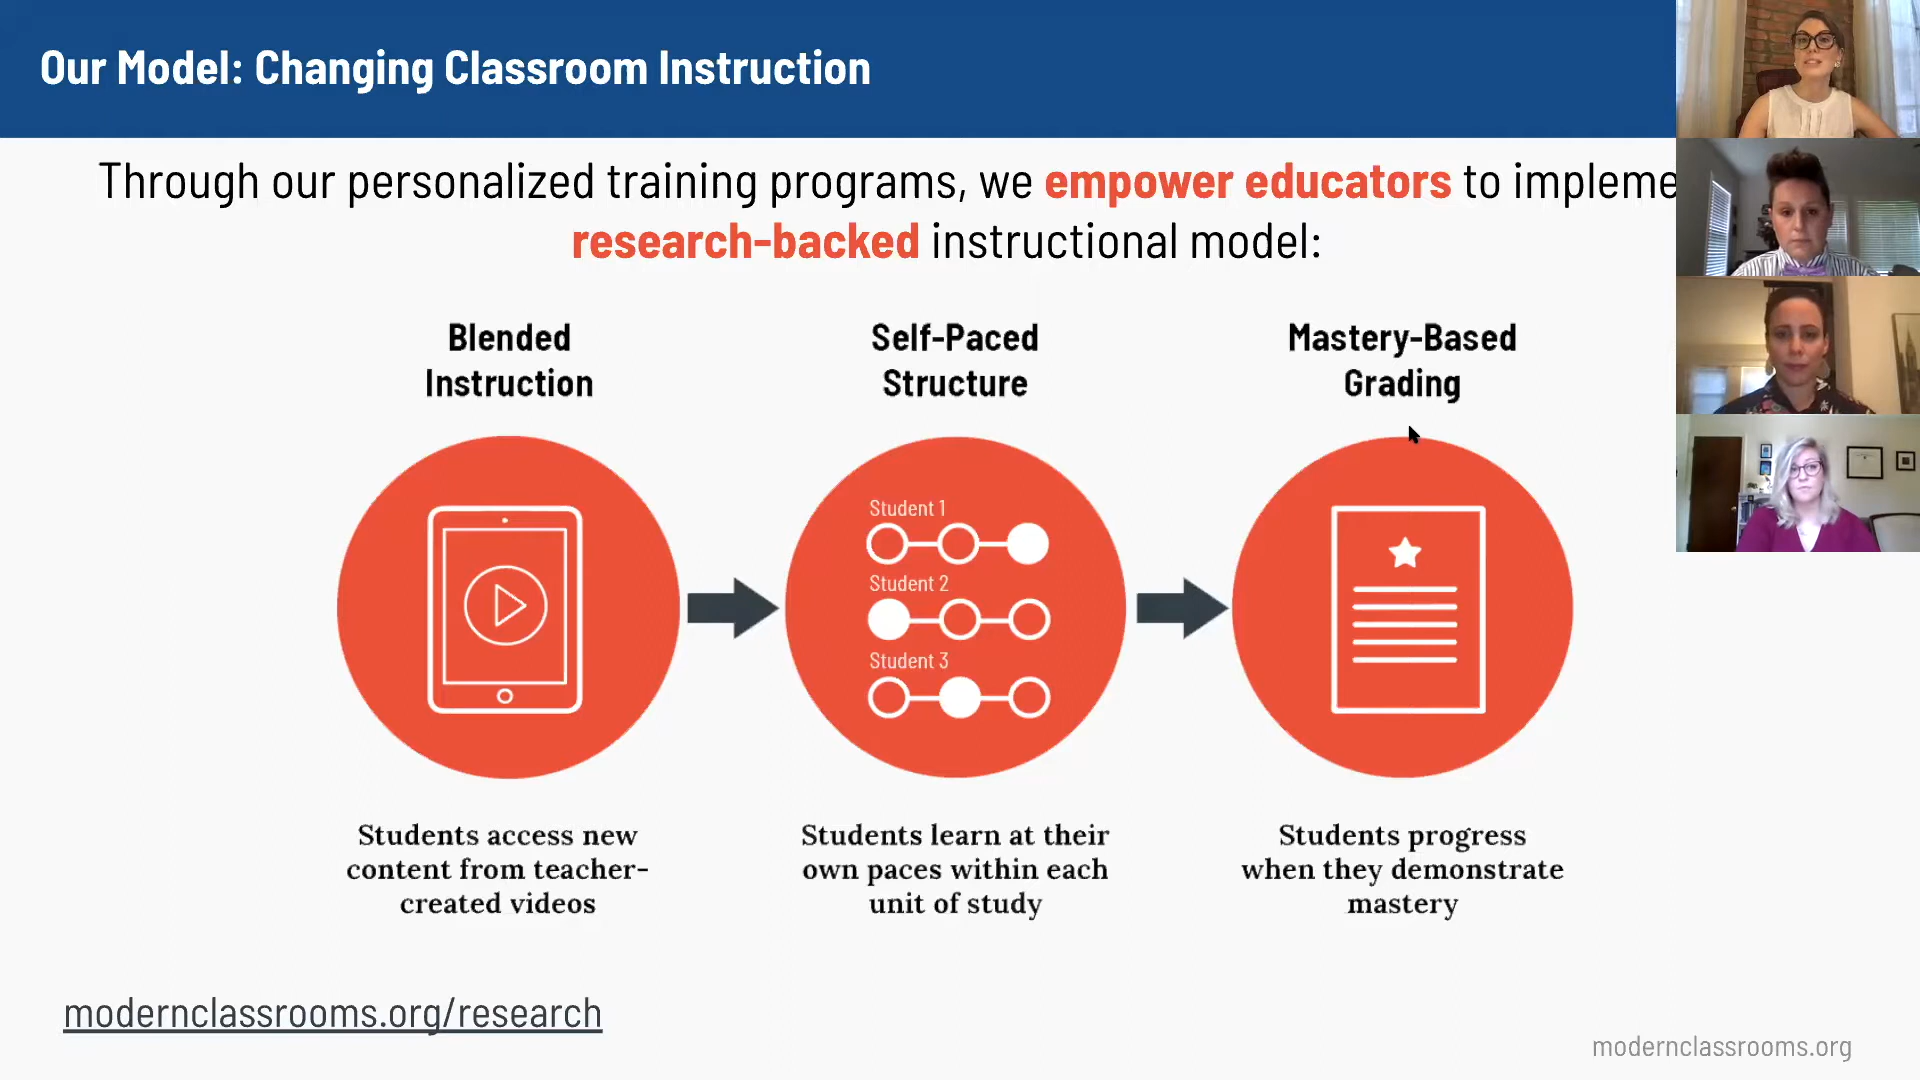 Our Model: Changing Classroom Instruction
Through our personalized training programs, we empower educators to impleme
research-backed instructional model:
Blended
Instruction
Self-Paced
Structure
Mastery-Based
Grading
Student 1
Student 2
Student 3
Students access new
content from teacher-
created videos
Students learn at their
own paces within each
unit of study
Students progress
when they demonstrate
mastery
modernclassrooms.org/research
modernclassrooms.org